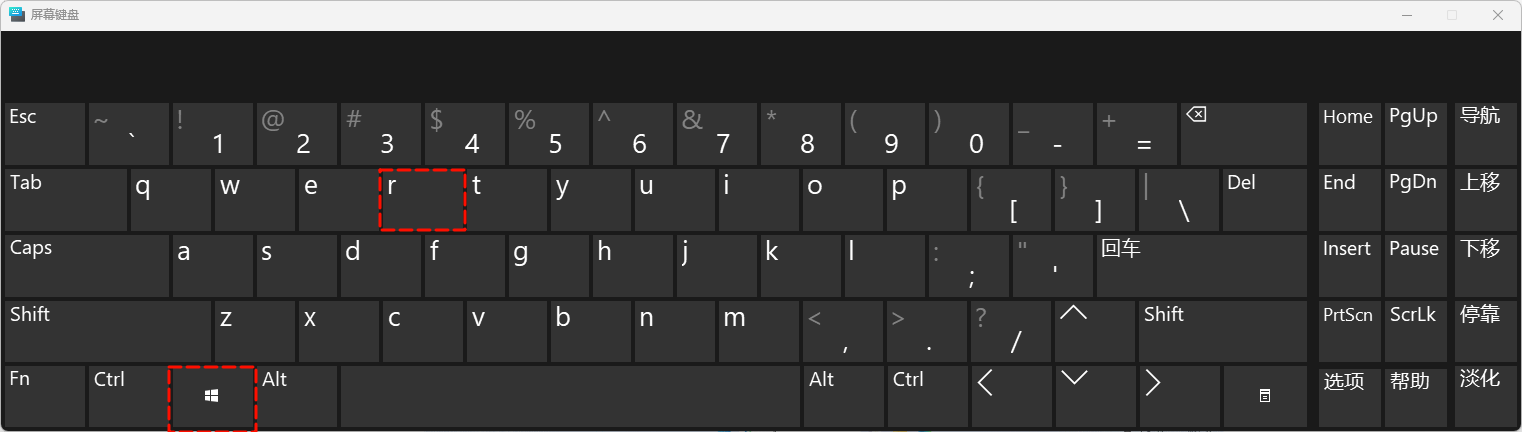 屏幕键盘
Esc ~ ` ! 1 @ 2 # 3 $ 4 % 5 ^ 6 & 7 * 8 ( 9 ) 0 _ - + = Home PgUp 导航
Tab q w e r t y u i o p { [ } ] | \ Del End PgDn 上移
Caps a s d f g h j k l : ; " ' 回车 Insert Pause 下移
Shift z x c v b n m < , > . ? / Shift PrtScn ScrLk 停靠
Fn Ctrl Alt Alt Ctrl 选项 帮助 淡化